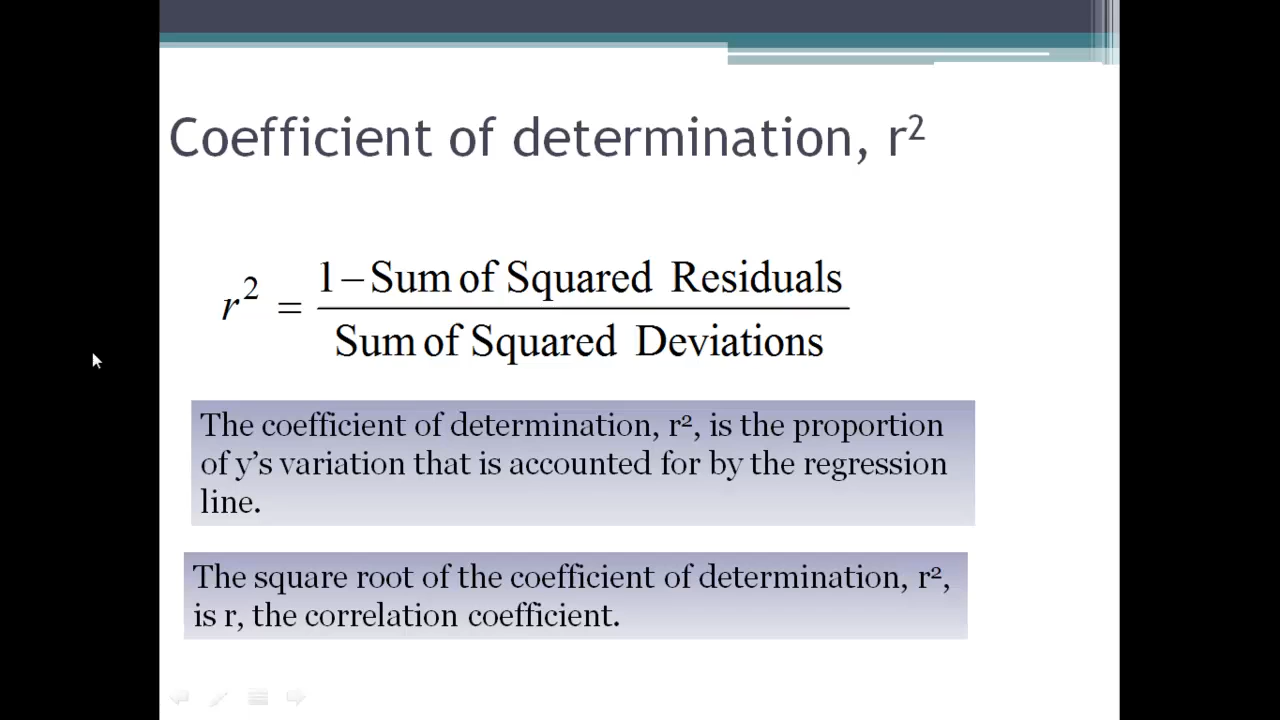 Coefficient of determination, r²
r² = 1 – Sum of Squared Residuals
Sum of Squared Deviations
The coefficient of determination, r², is the proportion
of y’s variation that is accounted for by the regression
line.
The square root of the coefficient of determination, r²,
is r, the correlation coefficient.